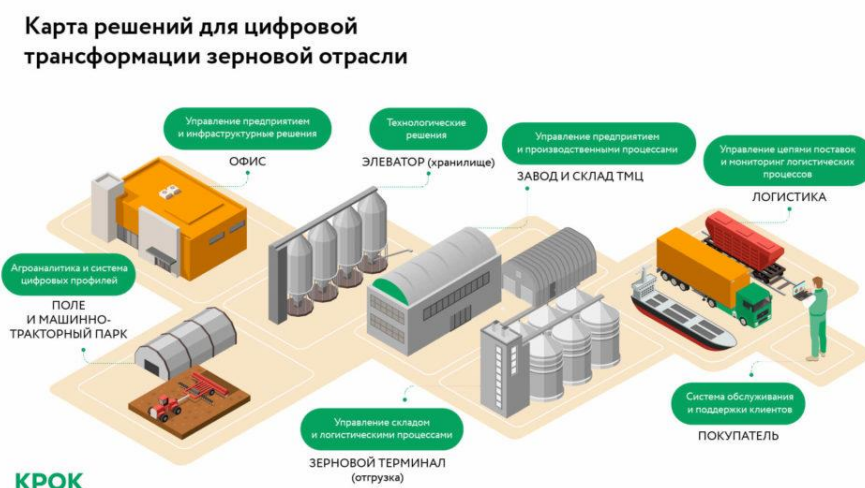 Карта решений для цифровой
трансформации зерновой отрасли
Управление предприятием
и инфраструктурные решения
ОФИС
Технологические
решения
ЭЛЕВАТОР (хранилище)
Управление предприятием
и производственными процессами
ЗАВОД И СКЛАД ТМЦ
Управление цепями поставок
и мониторинг логистических
процессов
ЛОГИСТИКА
Агроаналитика и система
цифровых профилей
ПОЛЕ
И МАШИННО-
ТРАКТОРНЫЙ ПАРК
Управление складом
и логистическими процессами
ЗЕРНОВОЙ ТЕРМИНАЛ
(отгрузка)
Система обслуживания
и поддержки клиентов
ПОКУПАТЕЛЬ
КРОК